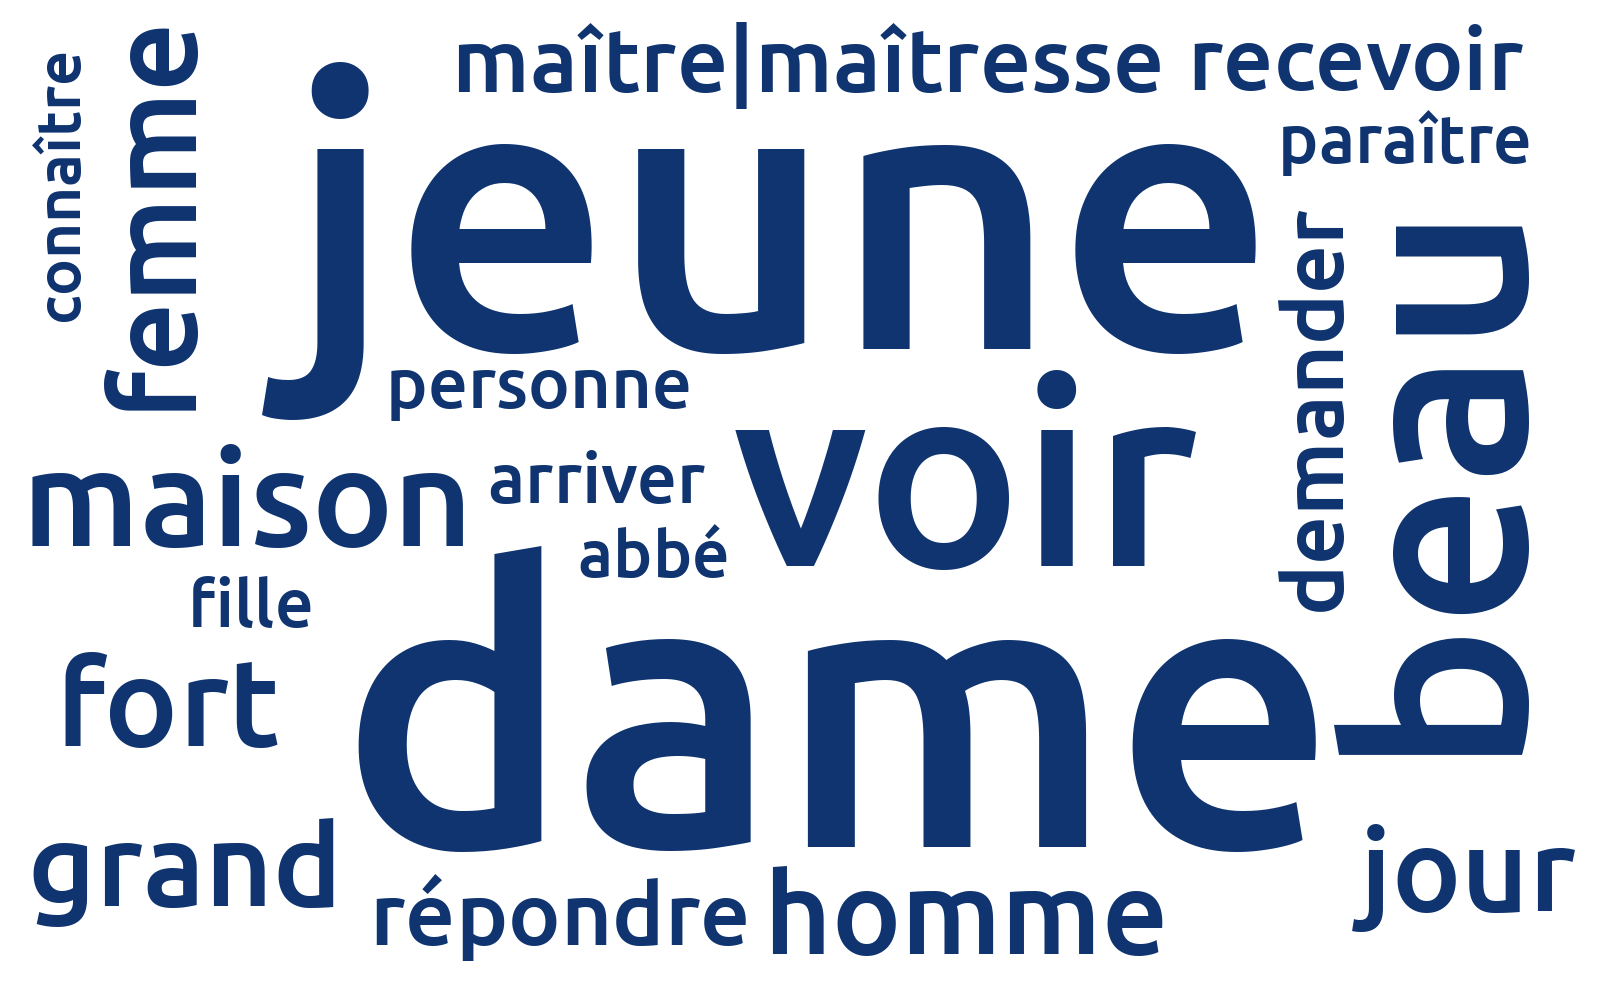 maître|maîtresse
recevoir
connaître
femme
jeune
paraître
demander
beau
personne
voir
maison
arriver
abbé
fille
dame
fort
grand
répondre
homme
jour